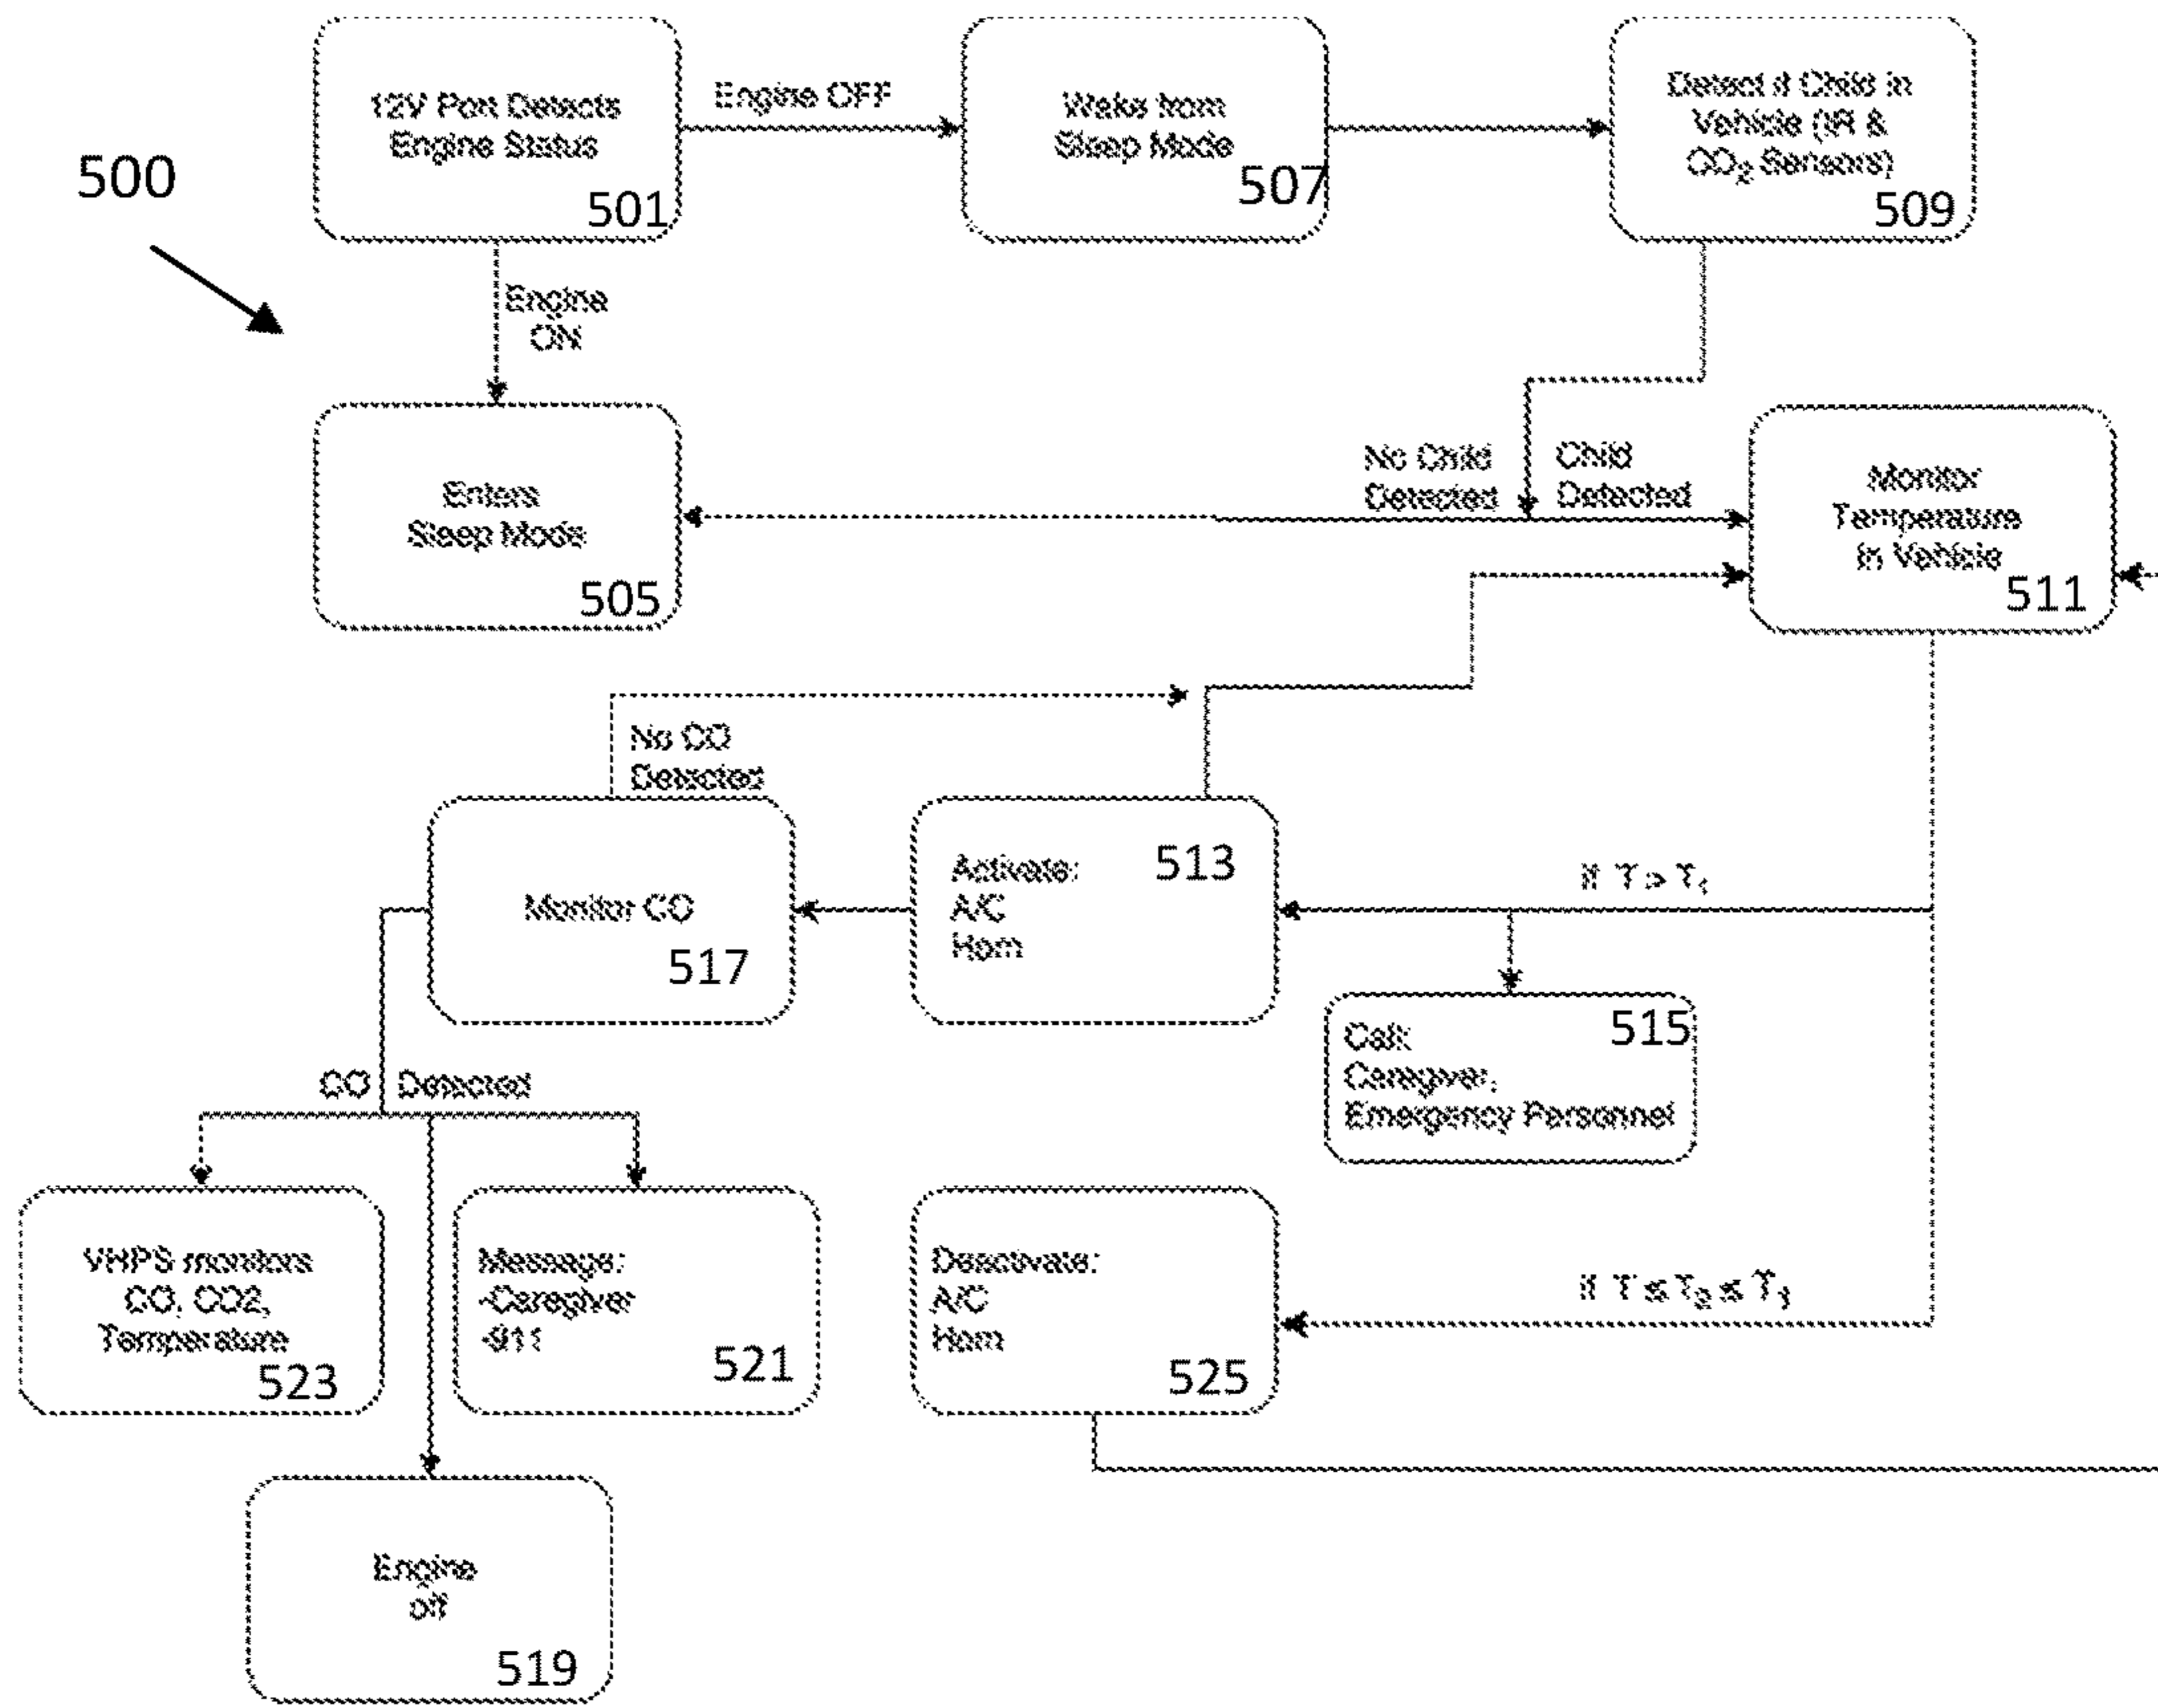 500
12V Port Detects
Engine Status
501
Engine OFF
Wake from
Sleep Mode
507
Detect if Child in
Vehicle (IR &
CO₂ Sensors)
509
Engine
ON
Enters
Sleep Mode
505
No Child
Detected
Child
Detected
Monitor
Temperature
in Vehicle
511
No CO
Detected
Monitor CO
517
Activate:
A/C
Horn
513
if T > T₁
Call:
Caregiver,
Emergency Personnel
515
CO Detected
VHPS monitors
CO, CO2,
Temperature
523
Message:
-Caregiver
-911
521
Deactivate:
A/C
Horn
525
if T ≤ T₂ ≤ T₁
Engine
off
519